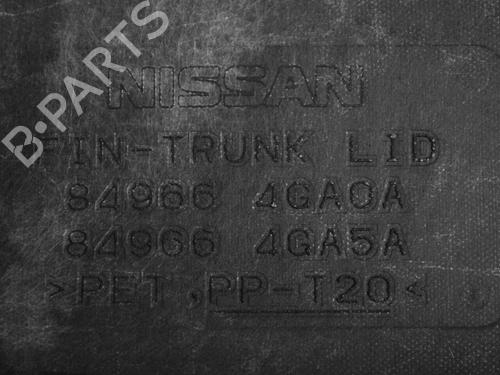 B-PARTS
NISSAN
FIN-TRUNK LID
84966 4GA0A
84966 4GA5A
>PET,PP-T20<